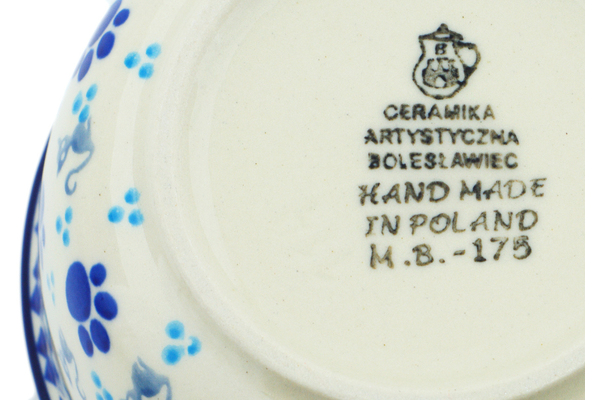 B
CERAMIKA
ARTYSTYCZNA
BOLESŁAWIEC
HAND MADE
IN POLAND
M.B.-175